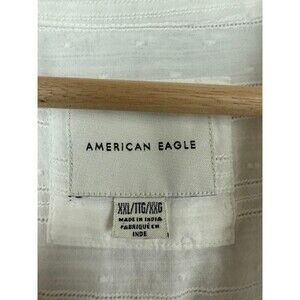 AMERICAN EAGLE
XXL/TTG/XXG
MADE IN INDIA
FABRIQUÉ EN
INDE